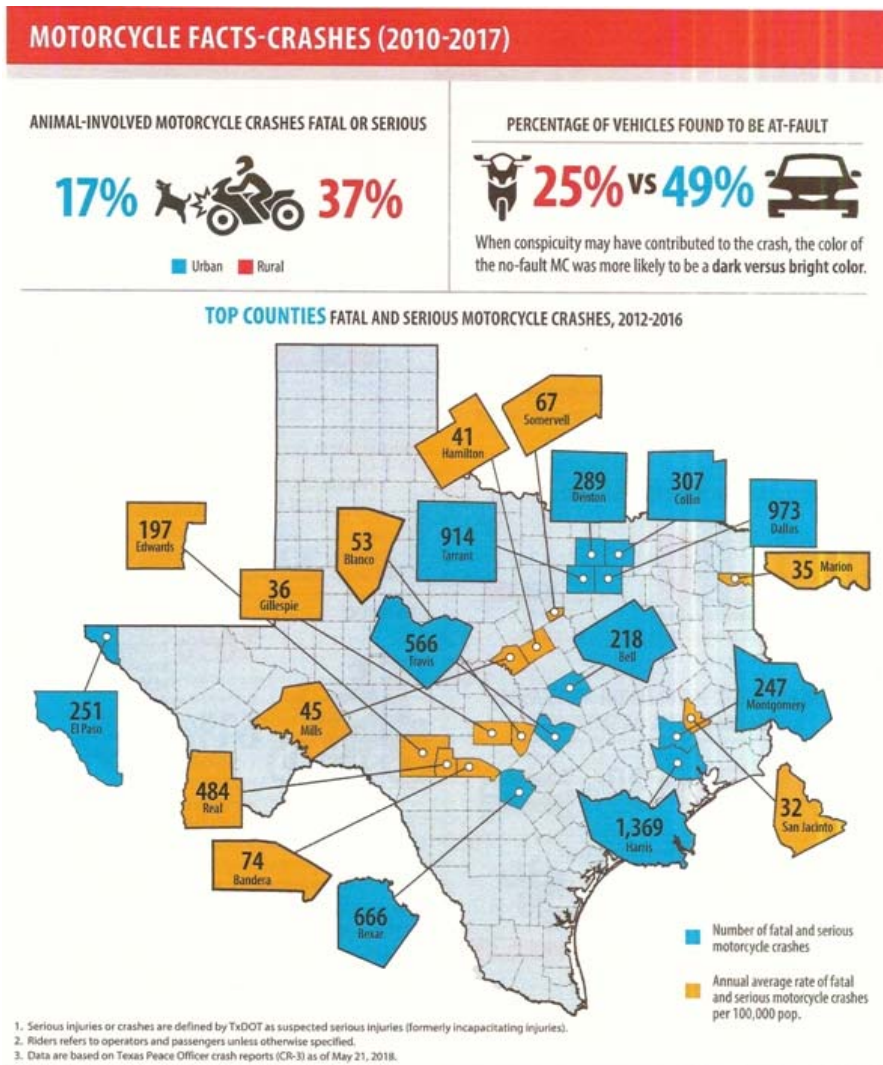 MOTORCYCLE FACTS-CRASHES (2010-2017)
ANIMAL-INVOLVED MOTORCYCLE CRASHES FATAL OR SERIOUS
17%
37%
Urban
Rural
PERCENTAGE OF VEHICLES FOUND TO BE AT-FAULT
25% VS 49%
When conspicuity may have contributed to the crash, the color of
the no-fault MC was more likely to be a dark versus bright color.
TOP COUNTIES FATAL AND SERIOUS MOTORCYCLE CRASHES, 2012-2016
67
Somervell
41
Hamilton
289
Denton
307
Collin
973
Dallas
197
Edwards
53
Blanco
914
Tarrant
35 Marion
36
Gillespie
566
Travis
218
Bell
247
Montgomery
251
El Paso
45
Mills
484
Real
32
San Jacinto
1,369
Harris
74
Bandera
666
Bexar
Number of fatal and serious
motorcycle crashes
Annual average rate of fatal
and serious motorcycle crashes
per 100,000 pop.
1. Serious injuries or crashes are defined by TxDOT as suspected serious injuries (formerly incapacitating injuries).
2. Riders refers to operators and passengers unless otherwise specified.
3. Data are based on Texas Peace Officer crash reports (CR-3) as of May 21, 2018.